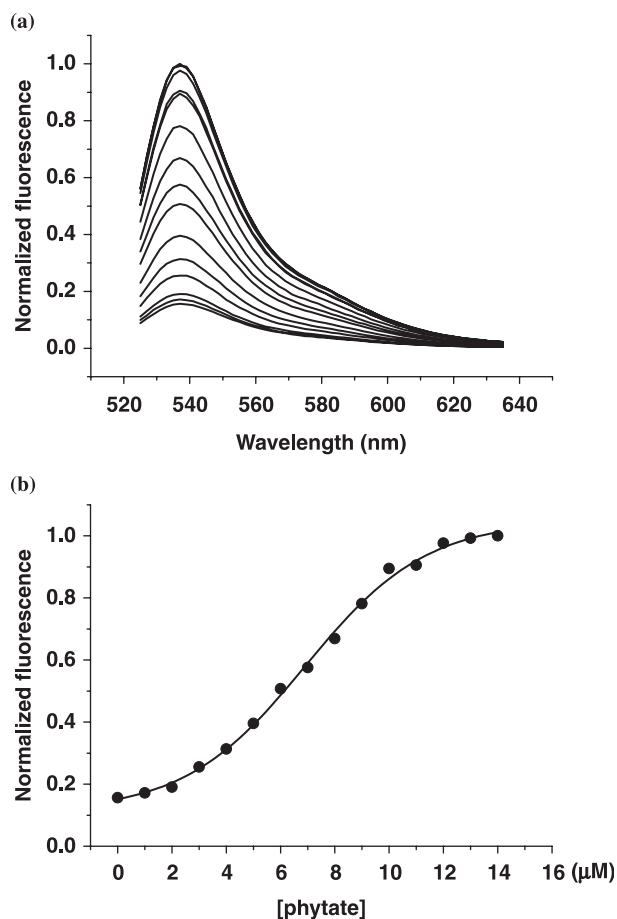 (a)
1.0
0.8
0.6
0.4
0.2
0.0
Normalized fluorescence
520 540 560 580 600 620 640
Wavelength (nm)
(b)
1.0
0.8
0.6
0.4
0.2
0.0
Normalized fluorescence
0 2 4 6 8 10 12 14 16 (μM)
[phytate]